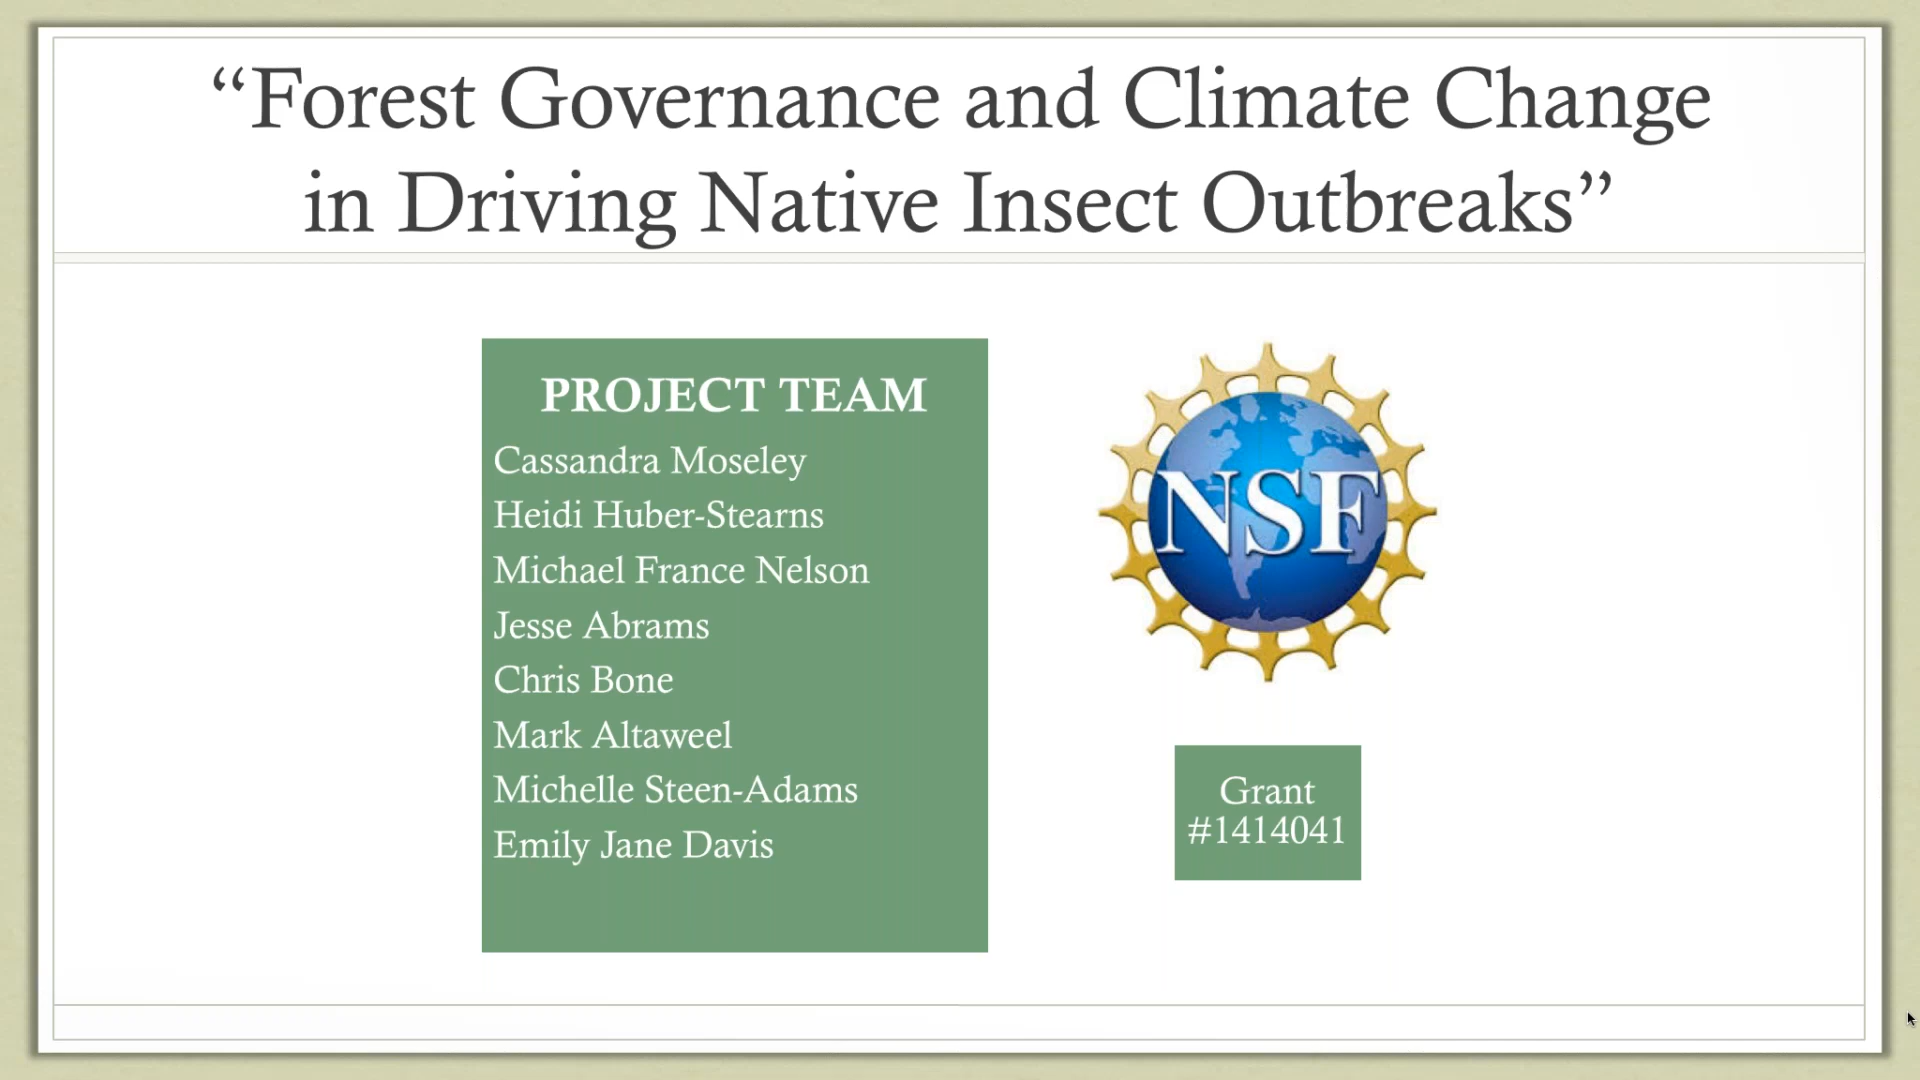 “Forest Governance and Climate Change
in Driving Native Insect Outbreaks”
PROJECT TEAM
Cassandra Moseley
Heidi Huber-Stearns
Michael France Nelson
Jesse Abrams
Chris Bone
Mark Altaweel
Michelle Steen-Adams
Emily Jane Davis
NSF
Grant
#1414041